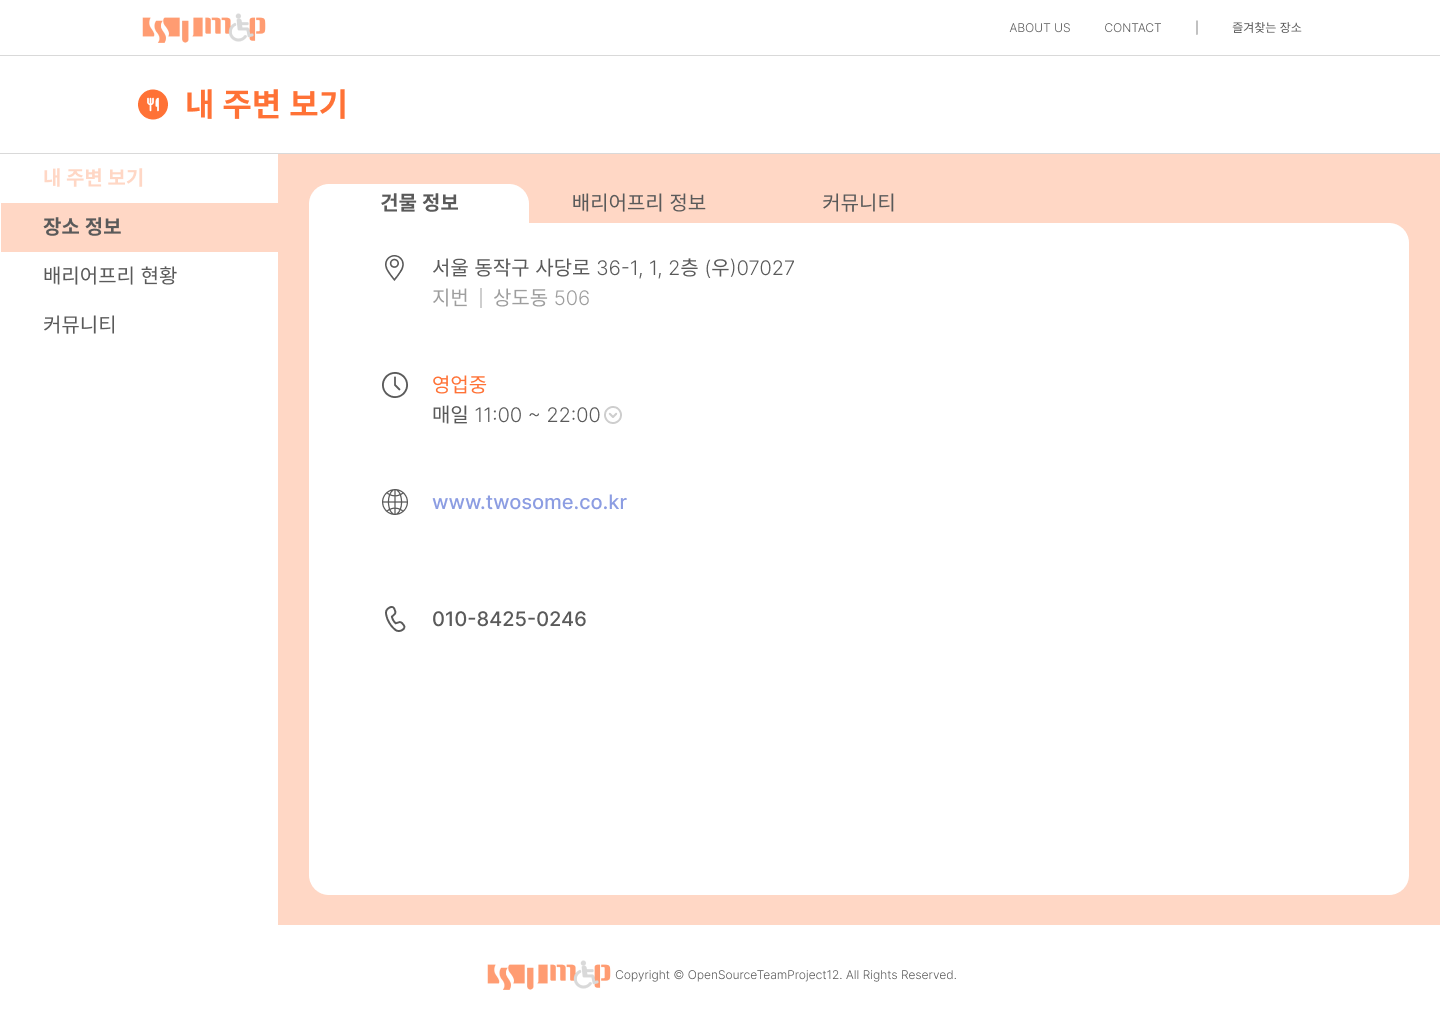 ABOUT US
CONTACT
|
즐겨찾는 장소
내 주변 보기
내 주변 보기
장소 정보
배리어프리 현황
커뮤니티
건물 정보
배리어프리 정보
커뮤니티
서울 동작구 사당로 36-1, 1, 2층 (우)07027
지번 | 상도동 506
영업중
매일 11:00 ~ 22:00
www.twosome.co.kr
010-8425-0246
Copyright © OpenSourceTeamProject12. All Rights Reserved.